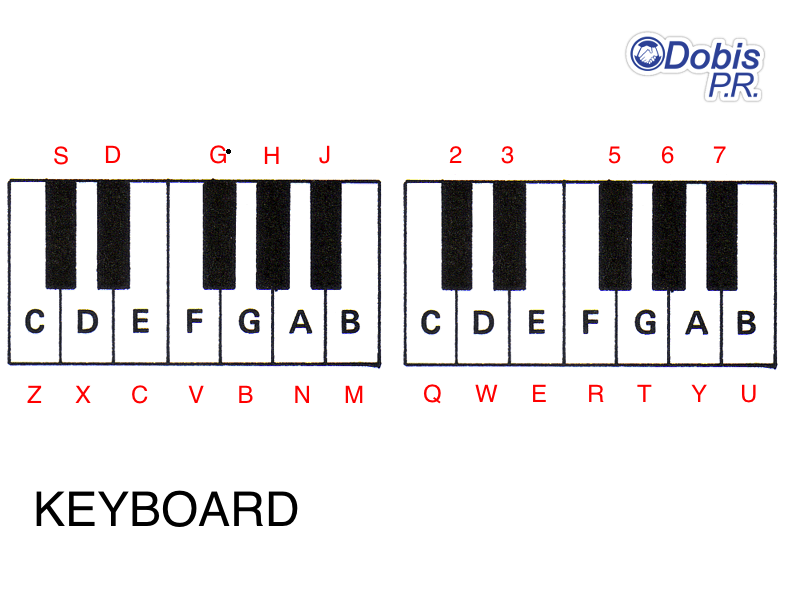 Dobis
P.R.
S D G H J 2 3 5 6 7
C D E F G A B C D E F G A B
Z X C V B N M Q W E R T Y U
KEYBOARD